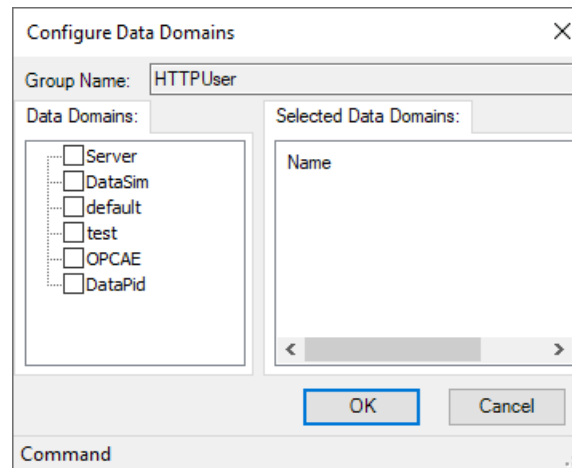 Configure Data Domains
Group Name: HTTPUser
Data Domains:
Selected Data Domains:
Server
DataSim
default
test
OPCAE
DataPid
Name
OK
Cancel
Command